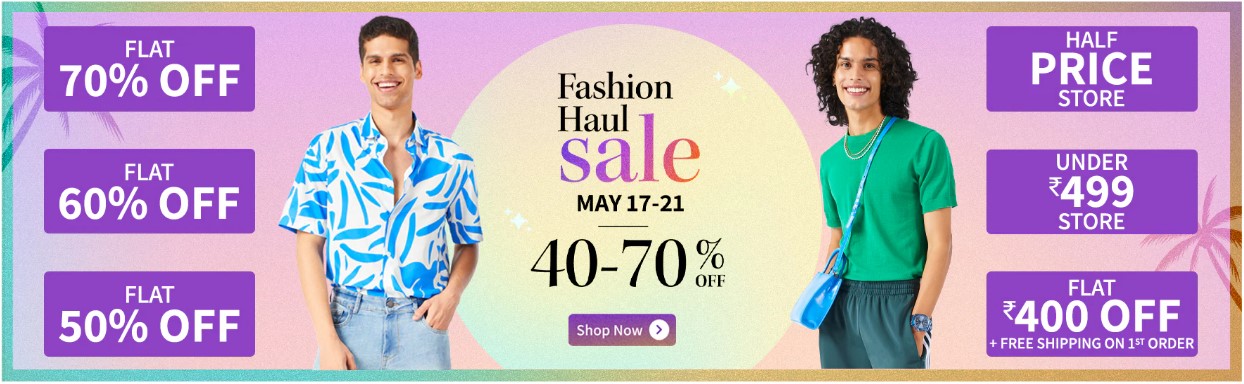 FLAT
70% OFF
FLAT
60% OFF
FLAT
50% OFF
Fashion
Haul
sale
MAY 17-21
40-70%
OFF
Shop Now
HALF
PRICE
STORE
UNDER
₹499
STORE
FLAT
₹400 OFF
+ FREE SHIPPING ON 1ST ORDER